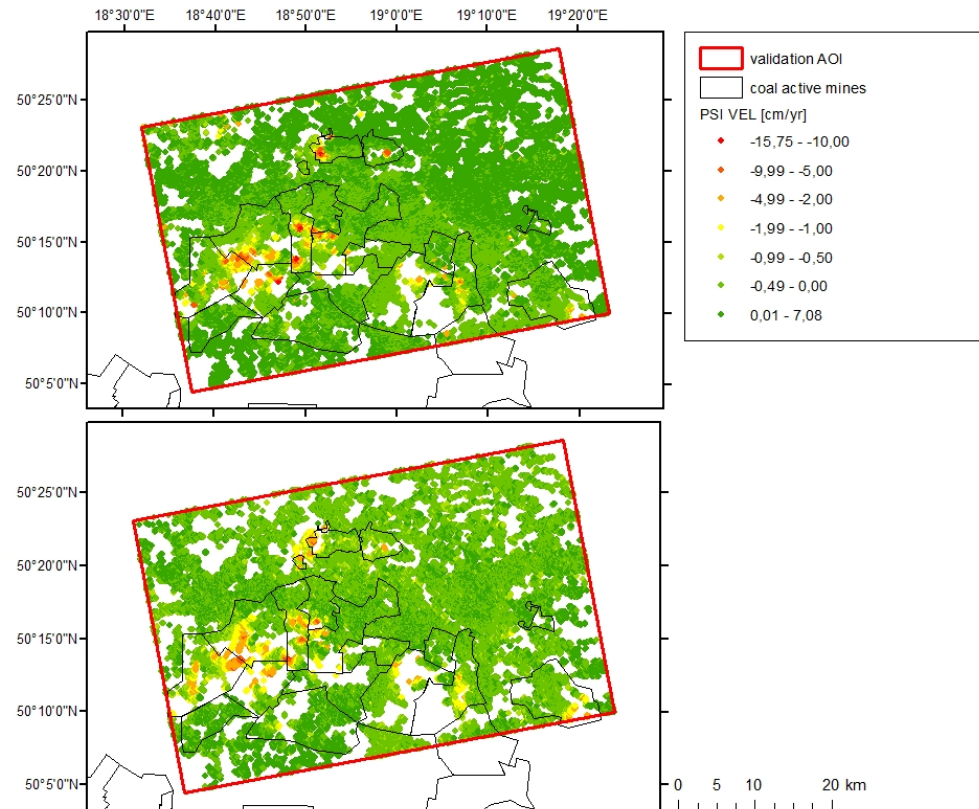 18°30'0"E 18°40'0"E 18°50'0"E 19°0'0"E 19°10'0"E 19°20'0"E
50°25'0"N
50°20'0"N
50°15'0"N
50°10'0"N
50°5'0"N
validation AOI
coal active mines
PSI VEL [cm/yr]
-15,75 - -10,00
-9,99 - -5,00
-4,99 - -2,00
-1,99 - -1,00
-0,99 - -0,50
-0,49 - 0,00
0,01 - 7,08
50°25'0"N
50°20'0"N
50°15'0"N
50°10'0"N
50°5'0"N
0 5 10 20 km